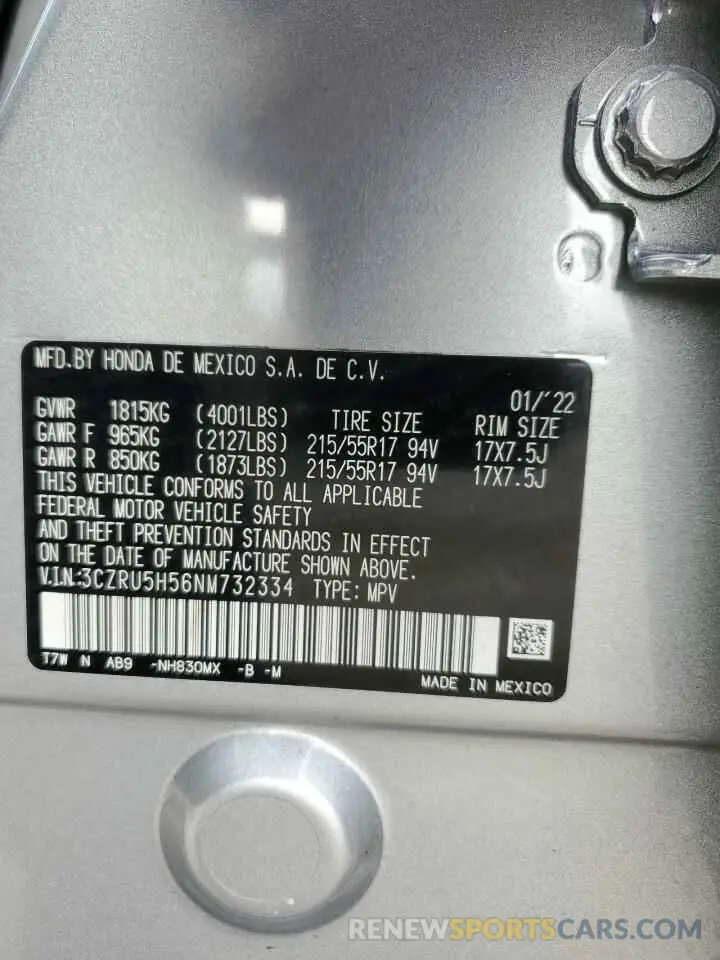 MFD.BY HONDA DE MEXICO S.A. DE C.V.
01/'22
GVWR 1815KG (4001LBS) TIRE SIZE RIM SIZE
GAWR F 965KG (2127LBS) 215/55R17 94V 17X7.5J
GAWR R 850KG (1873LBS) 215/55R17 94V 17X7.5J
THIS VEHICLE CONFORMS TO ALL APPLICABLE
FEDERAL MOTOR VEHICLE SAFETY
AND THEFT PREVENTION STANDARDS IN EFFECT
ON THE DATE OF MANUFACTURE SHOWN ABOVE.
V.I.N:3CZRU5H56NM732334 TYPE: MPV
T7W N AB9 -NH830MX -B -M
MADE IN MEXICO
RENEWSPORTSCARS.COM